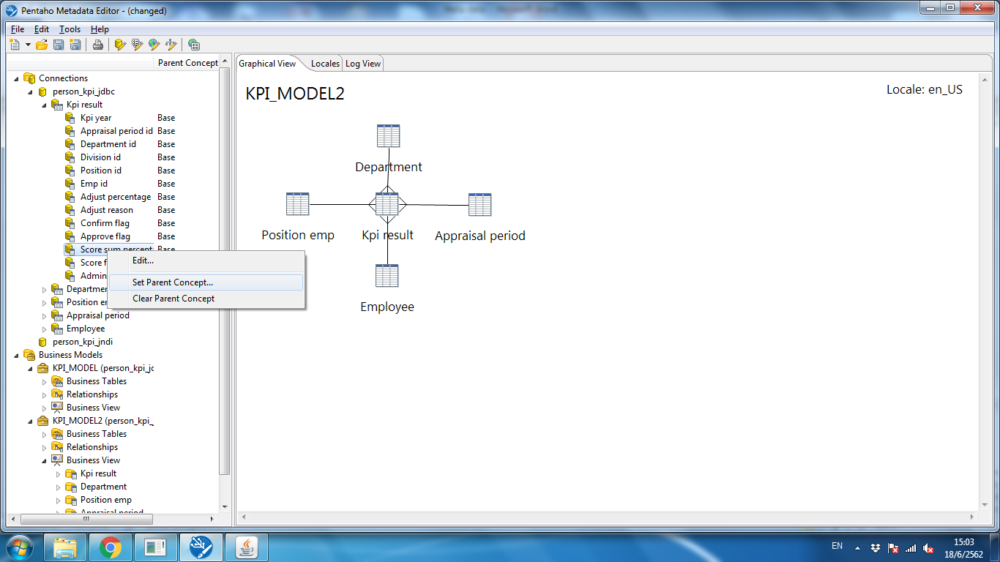 Pentaho Metadata Editor - (changed)
File Edit Tools Help
Parent Concept
Connections
person_kpi_jdbc
Kpi result
Kpi year Base
Appraisal period id Base
Department id Base
Division id Base
Position id Base
Emp id Base
Adjust percentage Base
Adjust reason Base
Confirm flag Base
Approve flag Base
Score sum percent Base
Score f
Admin
Departmer
Position en
Appraisal period
Employee
person_kpi_jndi
Business Models
KPI_MODEL (person_kpi_jc
Business Tables
Relationships
Business View
KPI_MODEL2 (person_kpi_
Business Tables
Relationships
Business View
Kpi result
Department
Position emp
Appraisal period
Edit...
Set Parent Concept...
Clear Parent Concept
Graphical View Locales Log View
KPI_MODEL2
Locale: en_US
Department
Position emp Kpi result Appraisal period
Employee
EN
15:03
18/6/2562